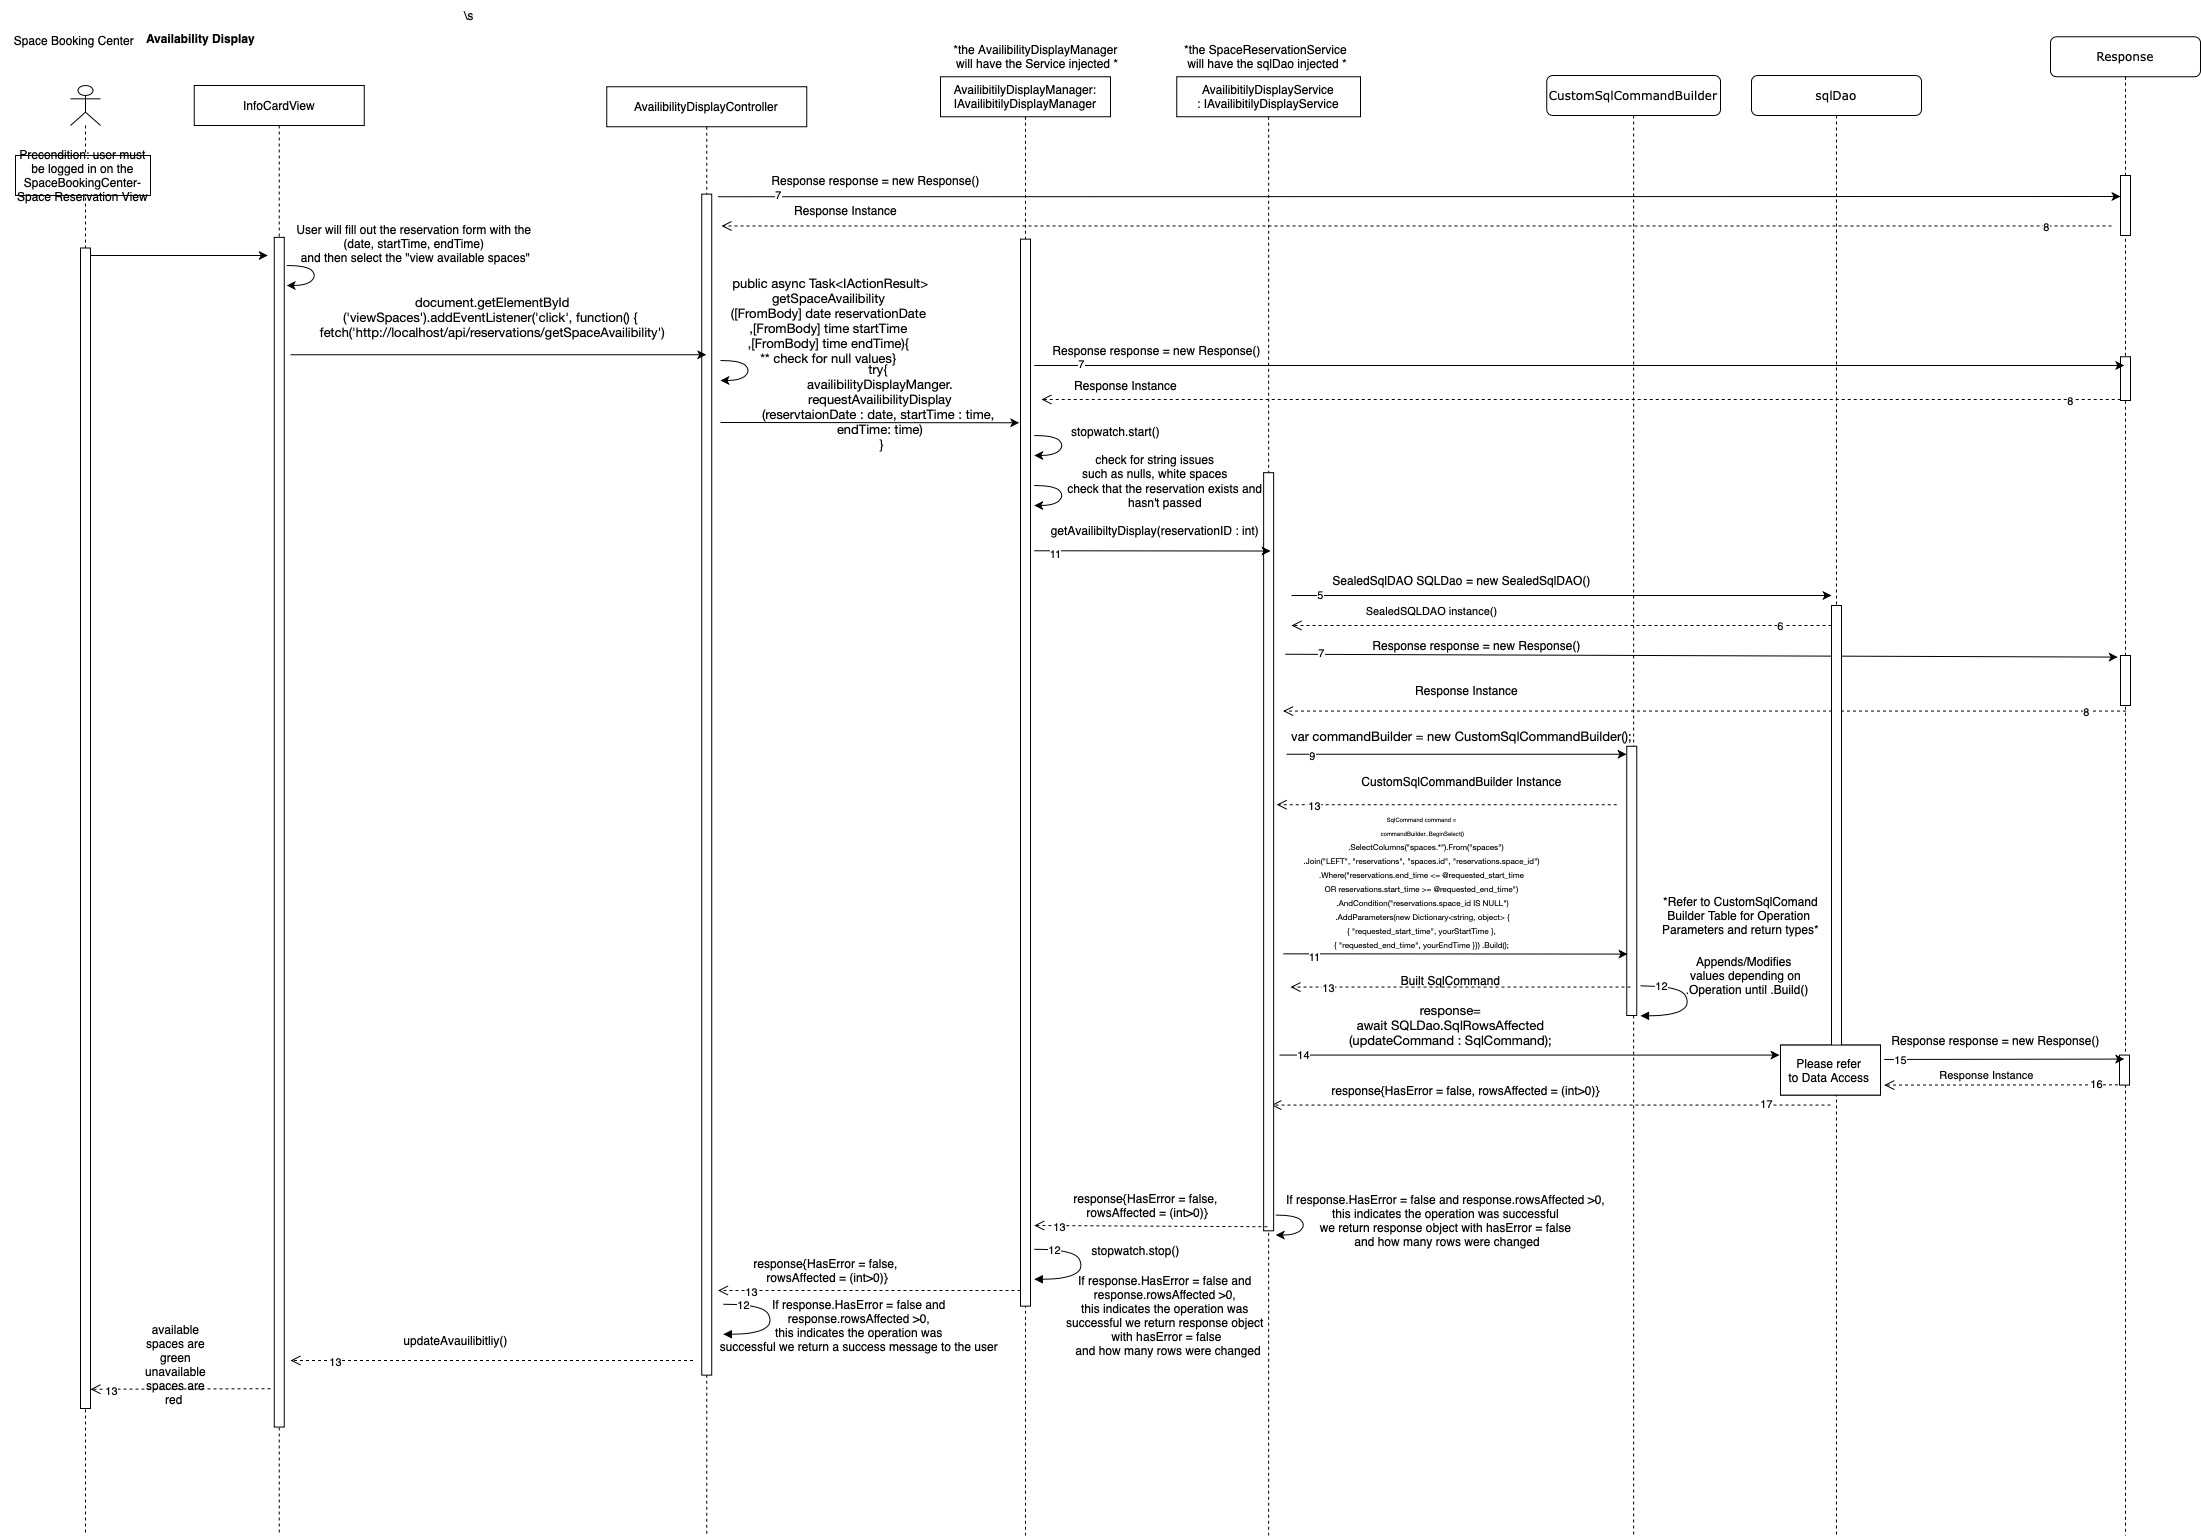 \s
Space Booking Center
Availability Display
*the AvailibilityDisplayManager
will have the Service injected *
*the SpaceReservationService
will have the sqlDao injected *
Response
InfoCardView
AvailibilityDisplayController
AvailibitilyDisplayManager:
IAvailibitilyDisplayManager
AvailibitilyDisplayService
: IAvailibitilyDisplayService
CustomSqlCommandBuilder
sqlDao
Precondition: user must
be logged in on the
SpaceBookingCenter-
Space Reservation View
Response response = new Response()
7
Response Instance
8
User will fill out the reservation form with the
(date, startTime, endTime)
and then select the "view available spaces"
document.getElementById
('viewSpaces').addEventListener('click', function() {
fetch('http://localhost/api/reservations/getSpaceAvailibility')
public async Task<IActionResult>
getSpaceAvailibility
([FromBody] date reservationDate
,[FromBody] time startTime
,[FromBody] time endTime){
** check for null values}
try{
availibilityDisplayManger.
requestAvailibilityDisplay
(reservtaionDate : date, startTime : time,
endTime: time)
}
Response response = new Response()
7
Response Instance
8
stopwatch.start()
check for string issues
such as nulls, white spaces
check that the reservation exists and
hasn't passed
getAvailibiltyDisplay(reservationID : int)
11
SealedSqlDAO SQLDao = new SealedSqlDAO()
5
SealedSQLDAO instance()
6
Response response = new Response()
7
Response Instance
8
var commandBuilder = new CustomSqlCommandBuilder();
9
CustomSqlCommandBuilder Instance
13
SqlCommand command =
commandBuilder..BeginSelect()
.SelectColumns("spaces.*").From("spaces")
.Join("LEFT", "reservations", "spaces.id", "reservations.space_id")
.Where("reservations.end_time <= @requested_start_time
OR reservations.start_time >= @requested_end_time")
.AndCondition("reservations.space_id IS NULL")
.AddParameters(new Dictionary<string, object> {
{ "requested_start_time", yourStartTime },
{ "requested_end_time", yourEndTime }}) .Build();
11
*Refer to CustomSqlComand
Builder Table for Operation
Parameters and return types*
Appends/Modifies
values depending on
.Operation until .Build()
12
Built SqlCommand
13
response=
await SQLDao.SqlRowsAffected
(updateCommand : SqlCommand);
14
Please refer
to Data Access
Response response = new Response()
15
Response Instance
16
response{HasError = false, rowsAffected = (int>0)}
17
If response.HasError = false and response.rowsAffected >0,
this indicates the operation was successful
we return response object with hasError = false
and how many rows were changed
response{HasError = false,
rowsAffected = (int>0)}
13
12
stopwatch.stop()
If response.HasError = false and
response.rowsAffected >0,
this indicates the operation was
successful we return response object
with hasError = false
and how many rows were changed
response{HasError = false,
rowsAffected = (int>0)}
13
12
If response.HasError = false and
response.rowsAffected >0,
this indicates the operation was
successful we return a success message to the user
updateAvauilibitliy()
13
available
spaces are
green
unavailable
spaces are
red
13